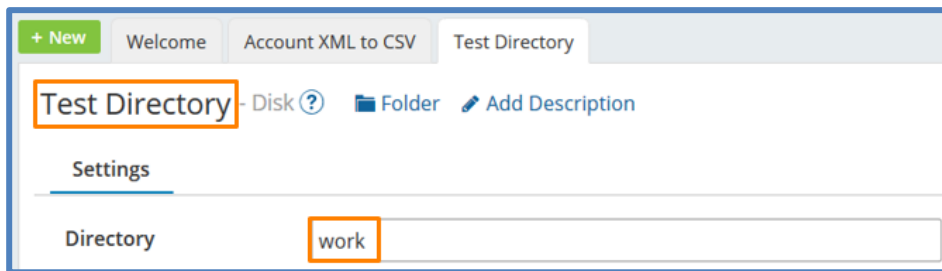 + New Welcome Account XML to CSV Test Directory
Test Directory - Disk ? Folder Add Description
Settings
Directory work